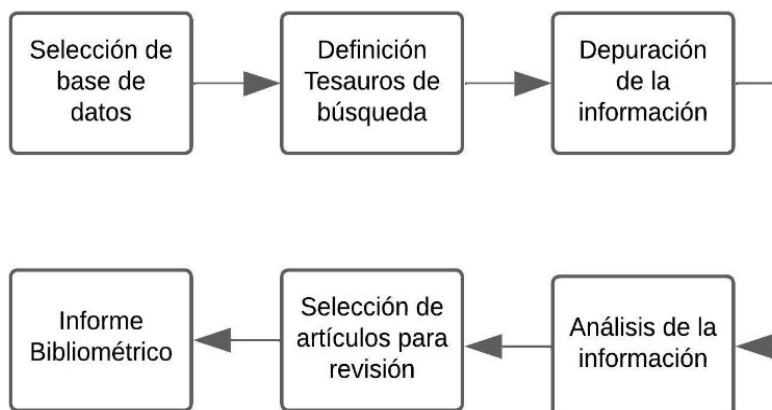 Selección de
base de
datos
Definición
Tesauros de
búsqueda
Depuración
de la
información
Análisis de la
información
Selección de
artículos para
revisión
Informe
Bibliométrico